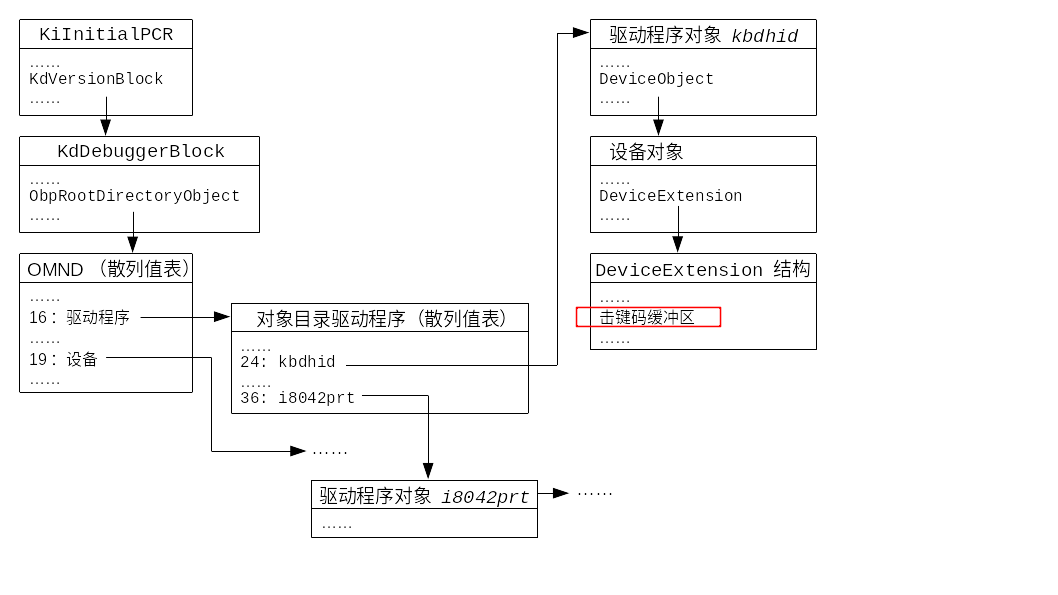 KiInitialPCR
......
KdVersionBlock
......
KdDebuggerBlock
......
ObpRootDirectoryObject
......
OMND （散列值表）
......
16：驱动程序
......
19：设备
......
对象目录驱动程序（散列值表）
......
24: kbdhid
......
36: i8042prt
......
驱动程序对象 i8042prt
......
......
驱动程序对象 kbdhid
......
DeviceObject
......
设备对象
......
DeviceExtension
......
DeviceExtension 结构
......
击键码缓冲区
......